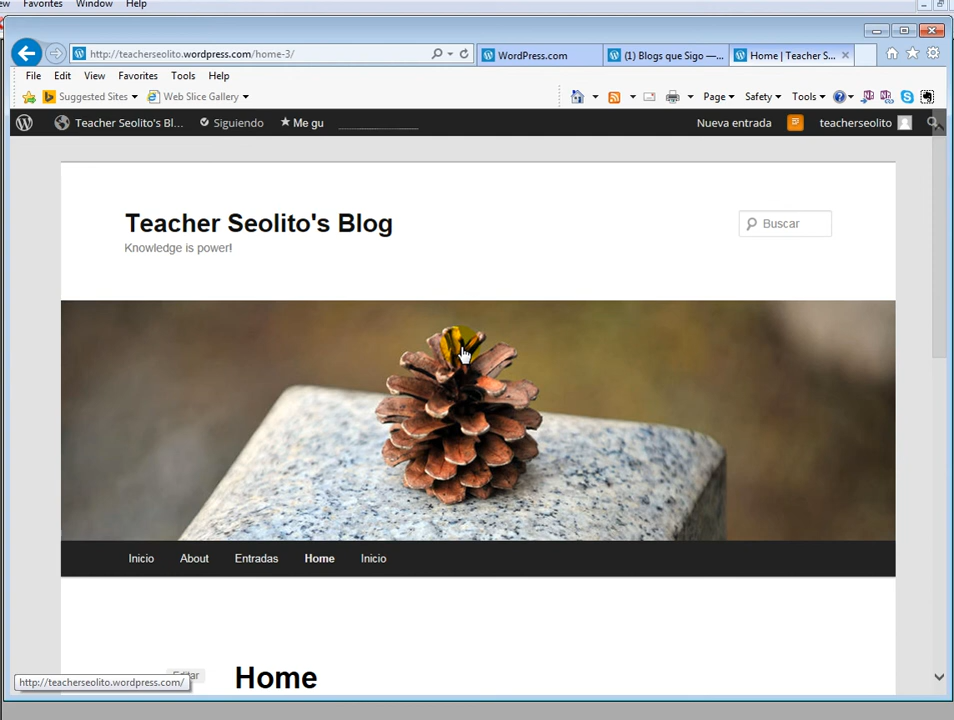 Favorites Window Help
http://teacherseolito.wordpress.com/home-3/
WordPress.com
(1) Blogs que Sigo —...
Home | Teacher S...
File Edit View Favorites Tools Help
Suggested Sites
Web Slice Gallery
Page Safety Tools
Teacher Seolito's Bl...
Siguiendo
Me gu
Nueva entrada
teacherseolito
Teacher Seolito's Blog
Knowledge is power!
Buscar
Inicio About Entradas Home Inicio
Home
http://teacherseolito.wordpress.com/